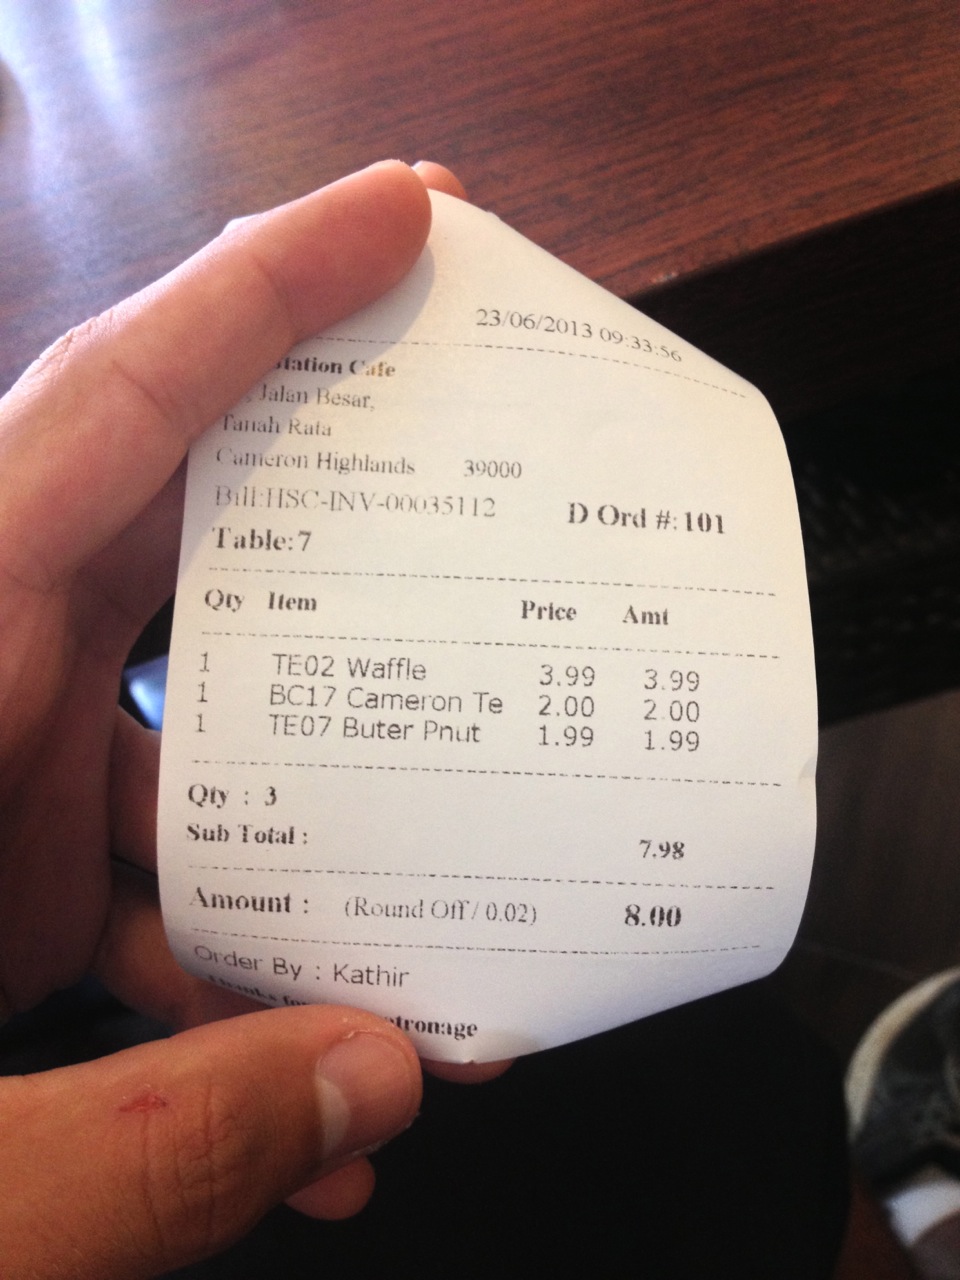 23/06/2013 09:33:56
Cafe
Jalan Besar,
Tanah Rata
Cameron Highlands 39000
Bill:HSC-INV-00035112 D Ord #:101
Table:7
Qty Item Price Amt
1 TE02 Waffle 3.99 3.99
1 BC17 Cameron Te 2.00 2.00
1 TE07 Buter Pnut 1.99 1.99
Qty : 3
Sub Total : 7.98
Amount : (Round Off / 0.02) 8.00
Order By : Kathir